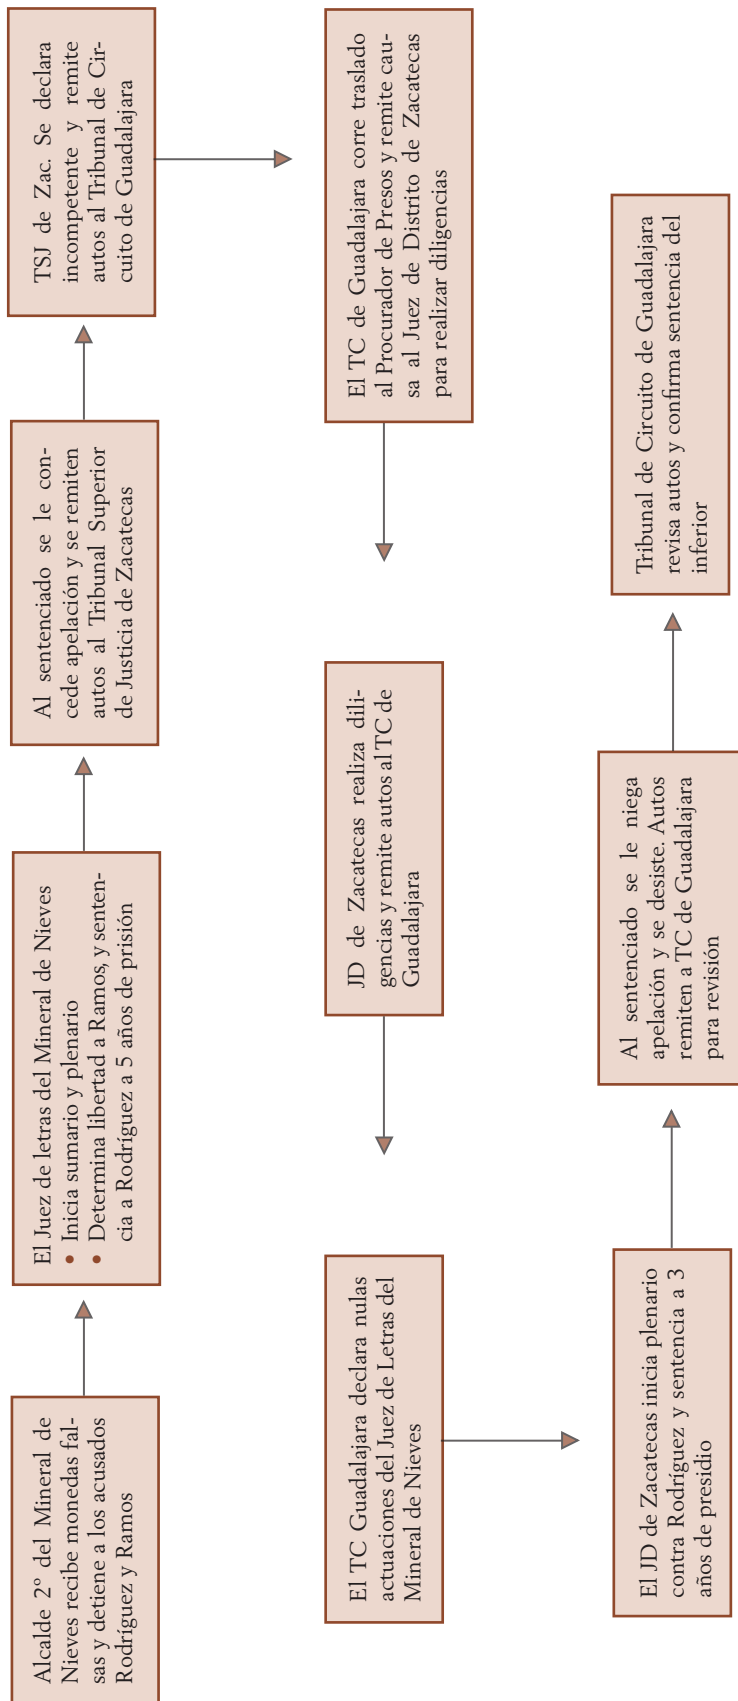 Alcalde 2° del Mineral de
Nieves recibe monedas fal-
sas y detiene a los acusados
Rodríguez y Ramos
El Juez de letras del Mineral de Nieves
• Inicia sumario y plenario
• Determina libertad a Ramos, y senten-
cia a Rodríguez a 5 años de prisión
Al sentenciado se le con-
cede apelación y se remiten
autos al Tribunal Superior
de Justicia de Zacatecas
TSJ de Zac. Se declara
incompetente y remite
autos al Tribunal de Cir-
cuito de Guadalajara
El TC de Guadalajara corre traslado
al Procurador de Presos y remite cau-
sa al Juez de Distrito de Zacatecas
para realizar diligencias
JD de Zacatecas realiza dili-
gencias y remite autos al TC de
Guadalajara
El TC Guadalajara declara nulas
actuaciones del Juez de Letras del
Mineral de Nieves
El JD de Zacatecas inicia plenario
contra Rodríguez y sentencia a 3
años de presidio
Al sentenciado se le niega
apelación y se desiste. Autos
remiten a TC de Guadalajara
para revisión
Tribunal de Circuito de Guadalajara
revisa autos y confirma sentencia del
inferior